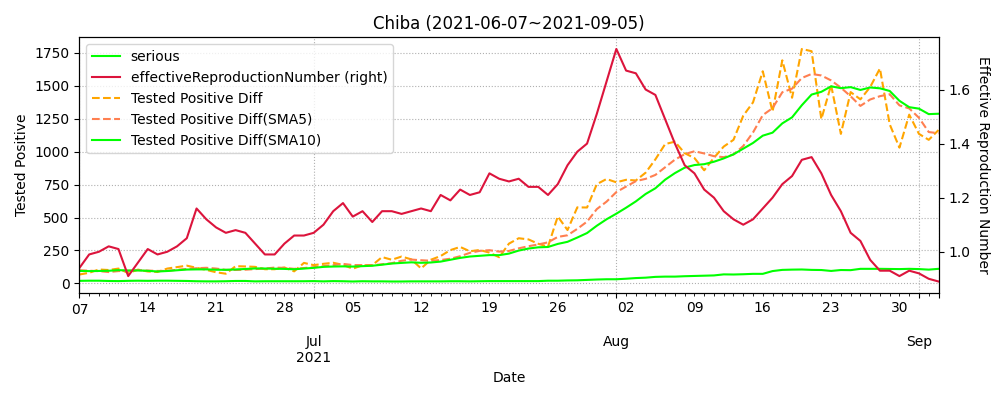 Chiba (2021-06-07~2021-09-05)
serious
effectiveReproductionNumber (right)
Tested Positive Diff
Tested Positive Diff(SMA5)
Tested Positive Diff(SMA10)
Tested Positive
1750
1500
1250
1000
750
500
250
0
Effective Reproduction Number
1.6
1.4
1.2
1.0
07 14 21 28 05 12 19 26 02 09 16 23 30
Jul Aug Sep
2021
Date